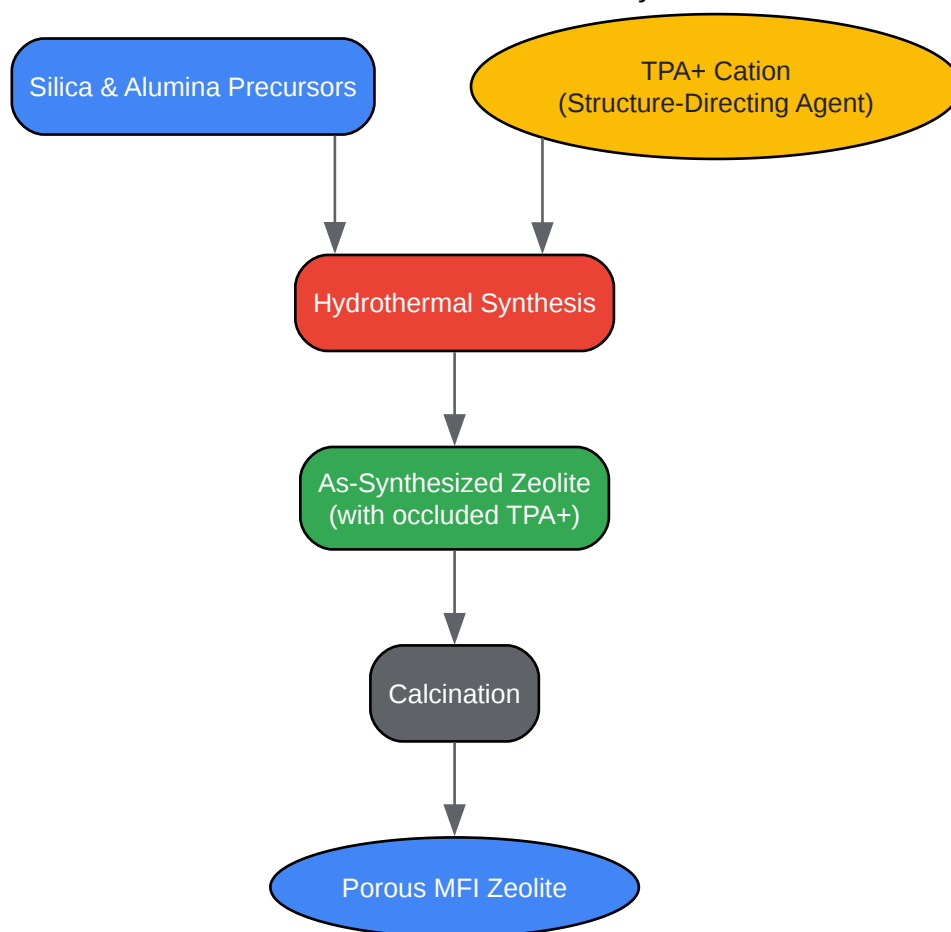 Silica & Alumina Precursors
TPA+ Cation
(Structure-Directing Agent)
Hydrothermal Synthesis
As-Synthesized Zeolite
(with occluded TPA+)
Calcination
Porous MFI Zeolite